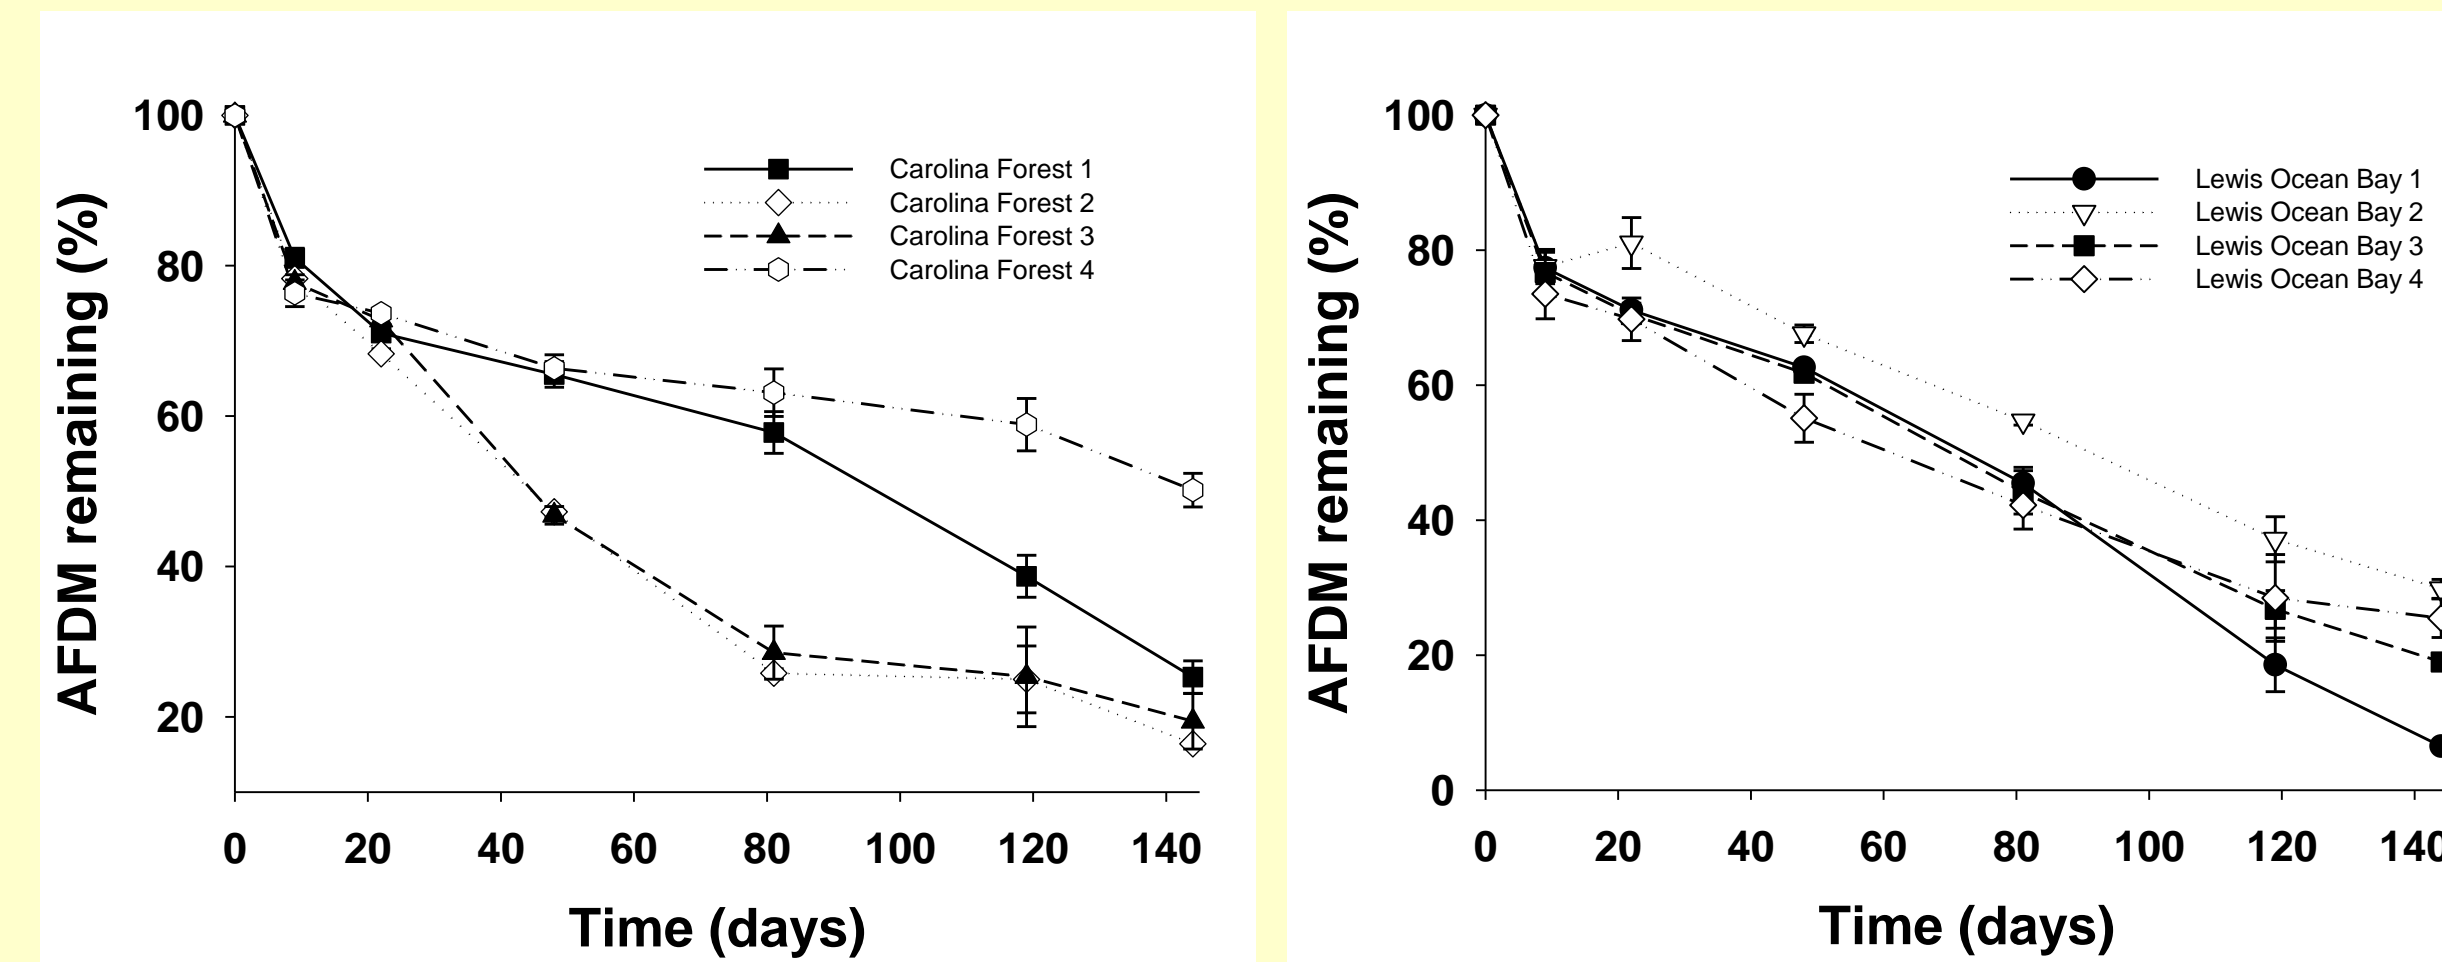 100
80
60
40
20
0 20 40 60 80 100 120 140
AFDM remaining (%)
Time (days)
Carolina Forest 1
Carolina Forest 2
Carolina Forest 3
Carolina Forest 4
100
80
60
40
20
0
0 20 40 60 80 100 120 140
AFDM remaining (%)
Time (days)
Lewis Ocean Bay 1
Lewis Ocean Bay 2
Lewis Ocean Bay 3
Lewis Ocean Bay 4